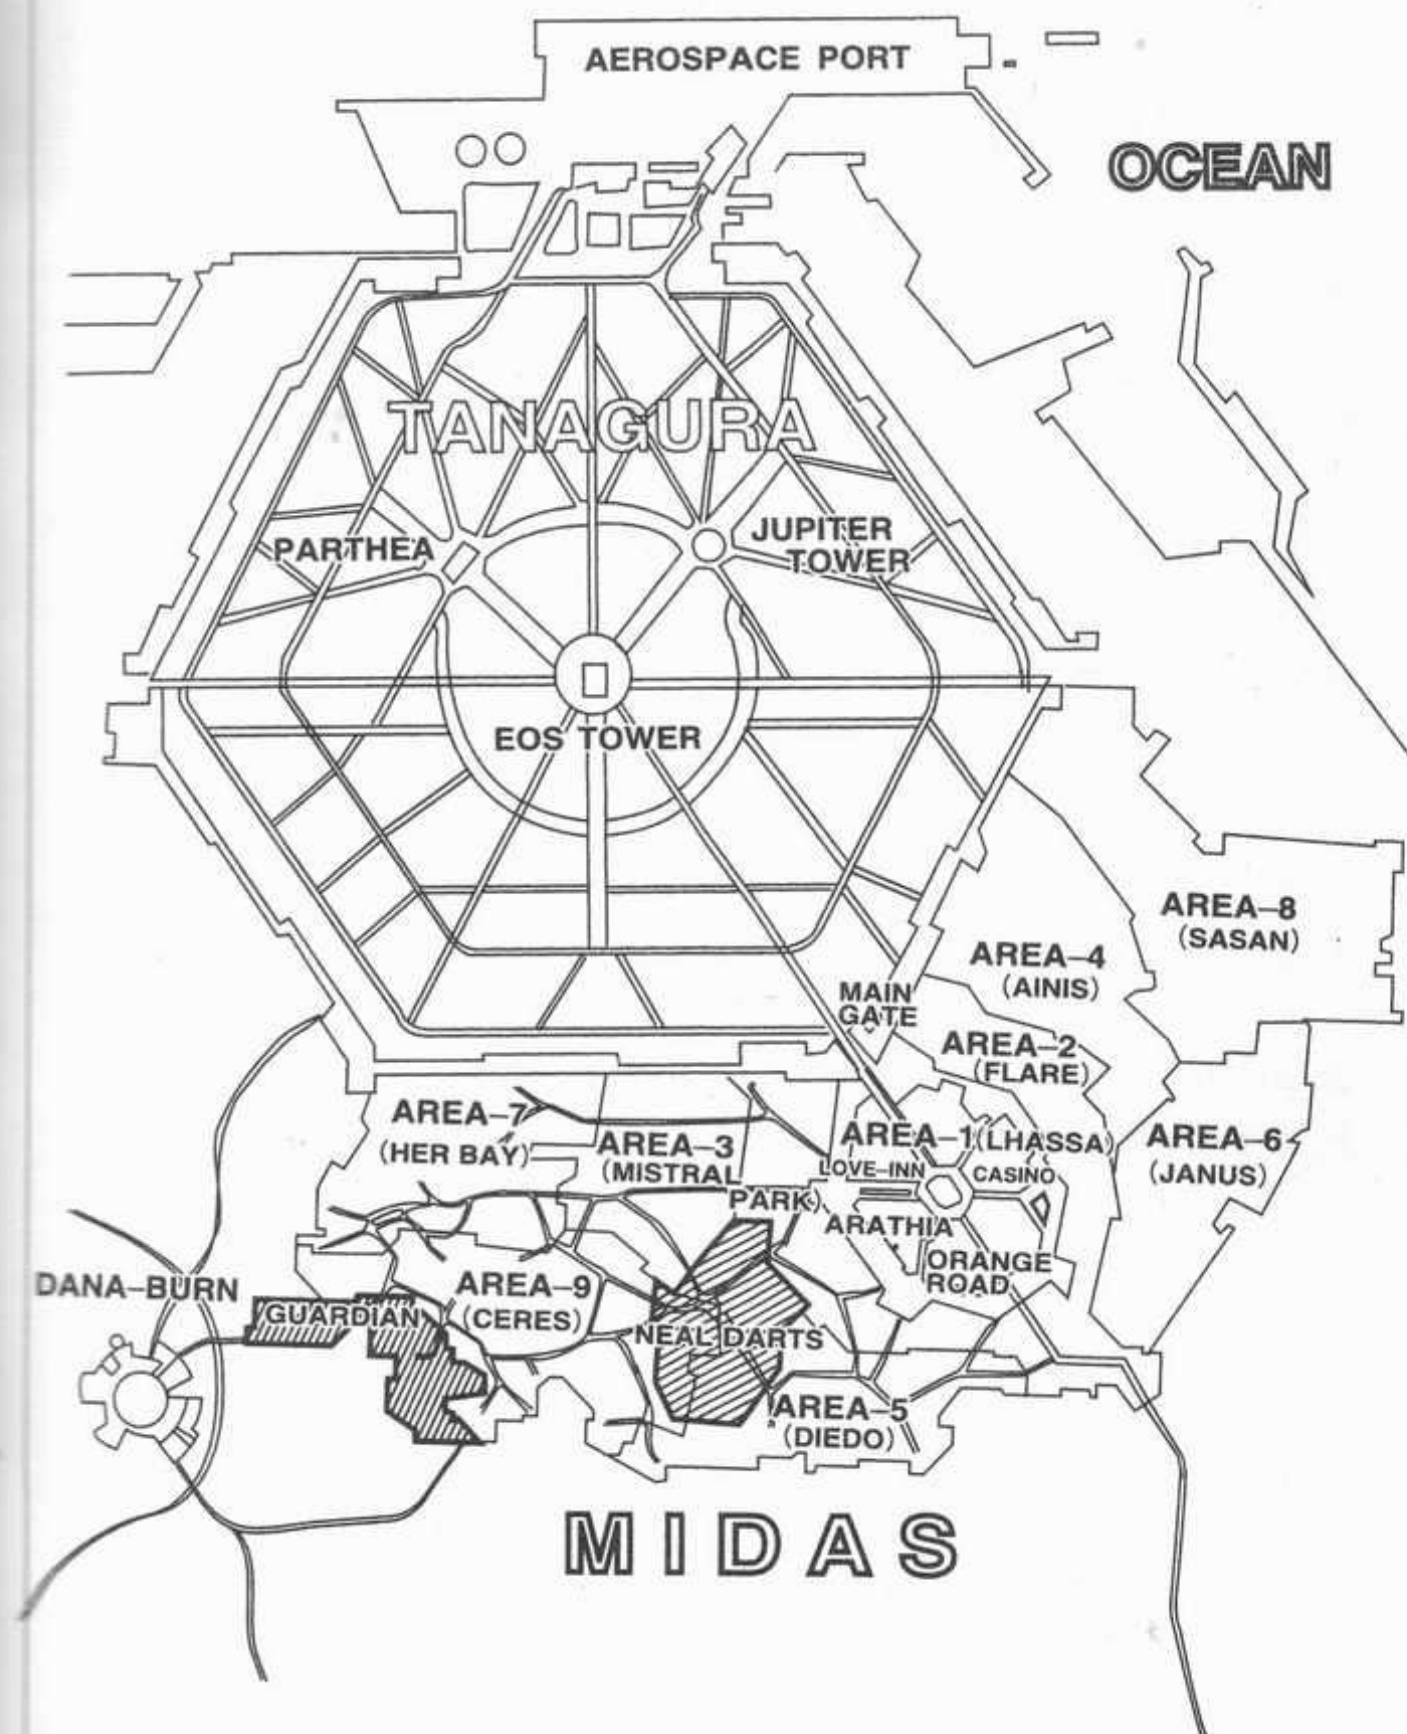 AEROSPACE PORT
OCEAN
TANAGURA
PARTHEA
JUPITER
TOWER
EOS TOWER
AREA–8
(SASAN)
AREA–4
(AINIS)
MAIN
GATE
AREA–2
(FLARE)
AREA–7
(HER BAY)
AREA–3
(MISTRAL
PARK)
AREA–1(LHASSA)
LOVE–INN
CASINO
AREA–6
(JANUS)
ARATHIA
ORANGE
ROAD
DANA–BURN
GUARDIAN
AREA–9
(CERES)
NEAL DARTS
AREA–5
(DIEDO)
MIDAS